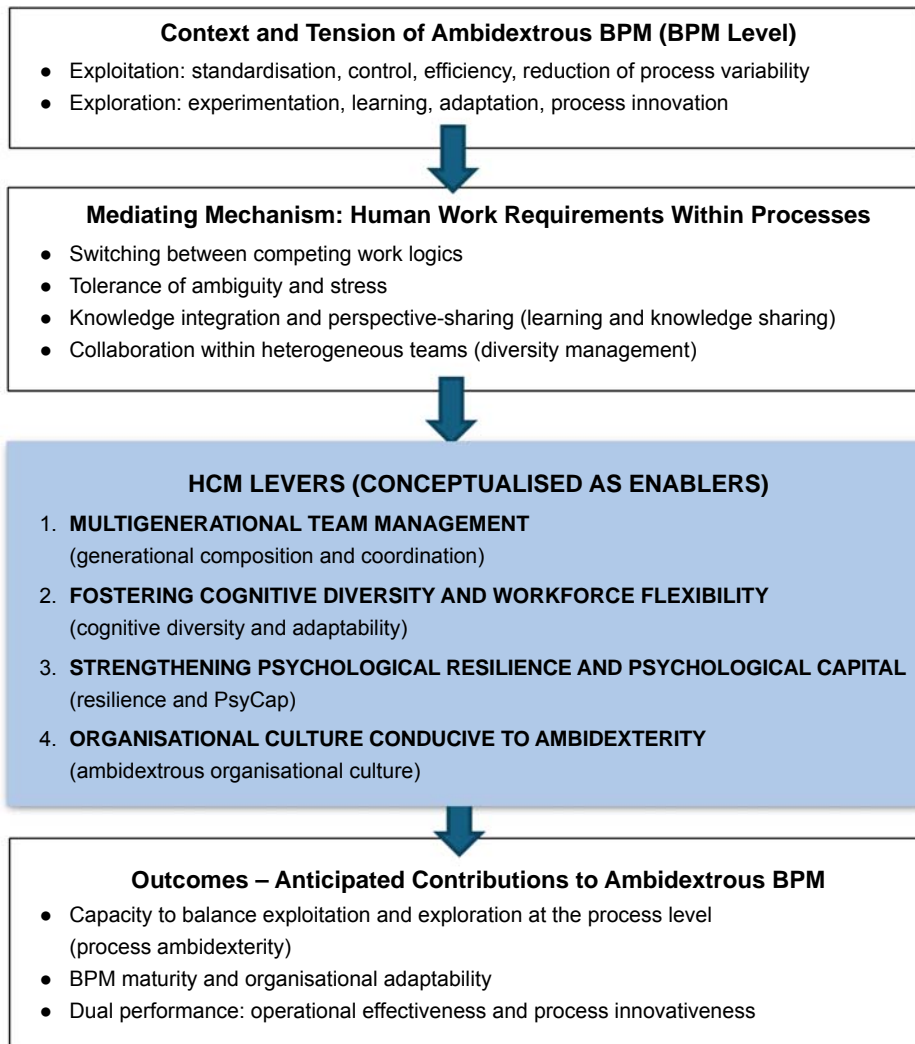 Context and Tension of Ambidextrous BPM (BPM Level)
● Exploitation: standardisation, control, efficiency, reduction of process variability
● Exploration: experimentation, learning, adaptation, process innovation
Mediating Mechanism: Human Work Requirements Within Processes
● Switching between competing work logics
● Tolerance of ambiguity and stress
● Knowledge integration and perspective-sharing (learning and knowledge sharing)
● Collaboration within heterogeneous teams (diversity management)
HCM LEVERS (CONCEPTUALISED AS ENABLERS)
1. MULTIGENERATIONAL TEAM MANAGEMENT
(generational composition and coordination)
2. FOSTERING COGNITIVE DIVERSITY AND WORKFORCE FLEXIBILITY
(cognitive diversity and adaptability)
3. STRENGTHENING PSYCHOLOGICAL RESILIENCE AND PSYCHOLOGICAL CAPITAL
(resilience and PsyCap)
4. ORGANISATIONAL CULTURE CONDUCIVE TO AMBIDEXTERITY
(ambidextrous organisational culture)
Outcomes – Anticipated Contributions to Ambidextrous BPM
● Capacity to balance exploitation and exploration at the process level
(process ambidexterity)
● BPM maturity and organisational adaptability
● Dual performance: operational effectiveness and process innovativeness